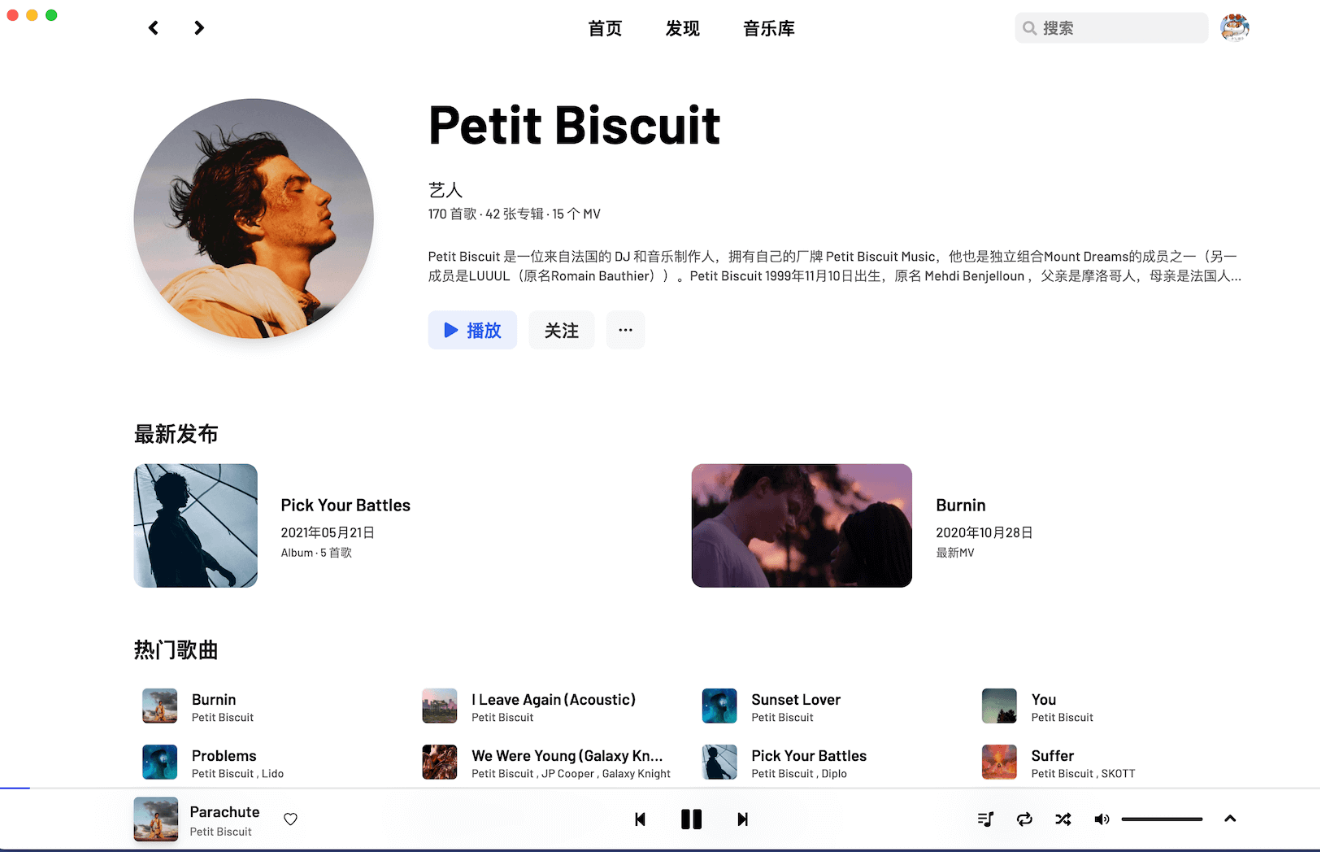 首页 发现 音乐库 搜索
Petit Biscuit
艺人
170 首歌 · 42 张专辑 · 15 个 MV
Petit Biscuit 是一位来自法国的 DJ 和音乐制作人，拥有自己的厂牌 Petit Biscuit Music，他也是独立组合Mount Dreams的成员之一（另一
成员是LUUUL（原名Romain Bauthier））。Petit Biscuit 1999年11月10日出生，原名 Mehdi Benjelloun ，父亲是摩洛哥人，母亲是法国人...
播放 关注 ...
最新发布
Pick Your Battles
2021年05月21日
Album · 5 首歌
Burnin
2020年10月28日
最新MV
热门歌曲
Burnin
Petit Biscuit
I Leave Again (Acoustic)
Petit Biscuit
Sunset Lover
Petit Biscuit
You
Petit Biscuit
Problems
Petit Biscuit , Lido
We Were Young (Galaxy Kn...
Petit Biscuit , JP Cooper , Galaxy Knight
Pick Your Battles
Petit Biscuit , Diplo
Suffer
Petit Biscuit , SKOTT
Parachute
Petit Biscuit